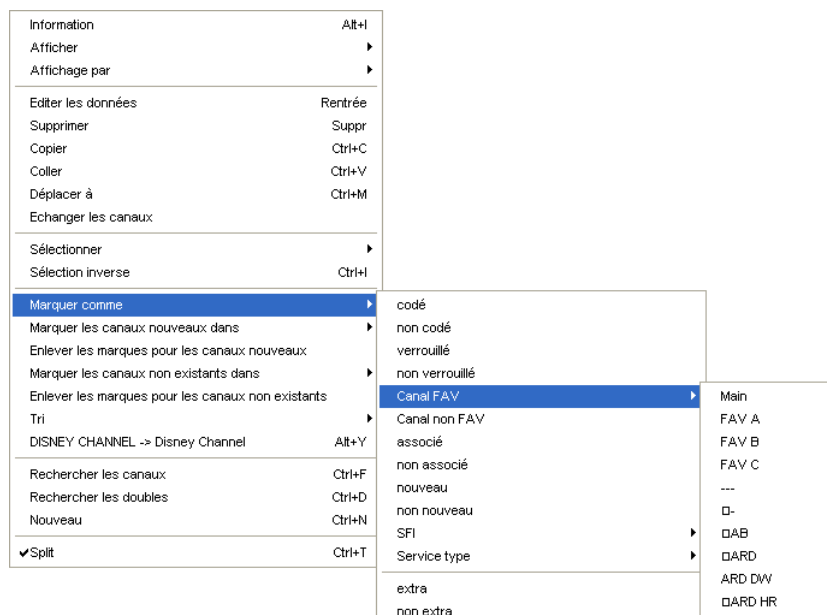 Information Alt+I
Afficher
Affichage par
Editer les données Rentrée
Supprimer Suppr
Copier Ctrl+C
Coller Ctrl+V
Déplacer à Ctrl+M
Echanger les canaux
Sélectionner
Sélection inverse Ctrl+I
Marquer comme
Marquer les canaux nouveaux dans
Enlever les marques pour les canaux nouveaux
Marquer les canaux non existants dans
Enlever les marques pour les canaux non existants
Tri
DISNEY CHANNEL -> Disney Channel Alt+Y
Rechercher les canaux Ctrl+F
Rechercher les doubles Ctrl+D
Nouveau Ctrl+N
✔Split Ctrl+T
codé
non codé
verrouillé
non verrouillé
Canal FAV
Canal non FAV
associé
non associé
nouveau
non nouveau
SFI
Service type
extra
non extra
Main
FAV A
FAV B
FAV C
---
□-
□AB
□ARD
ARD DW
□ARD HR